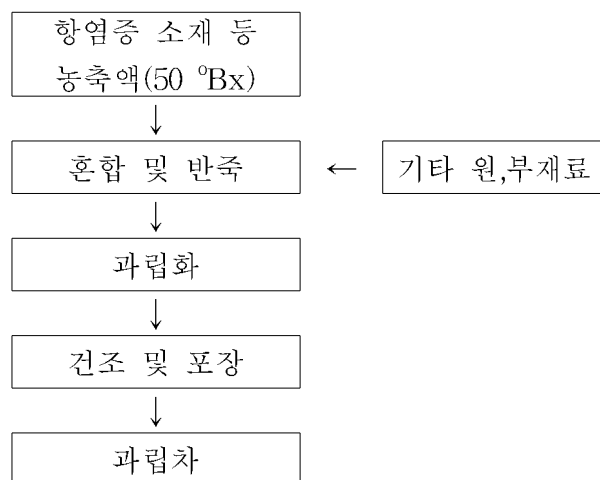 항염증 소재 등
농축액(50 ⁰Bx)
↓
혼합 및 반죽 ← 기타 원,부재료
↓
과립화
↓
건조 및 포장
↓
과립차